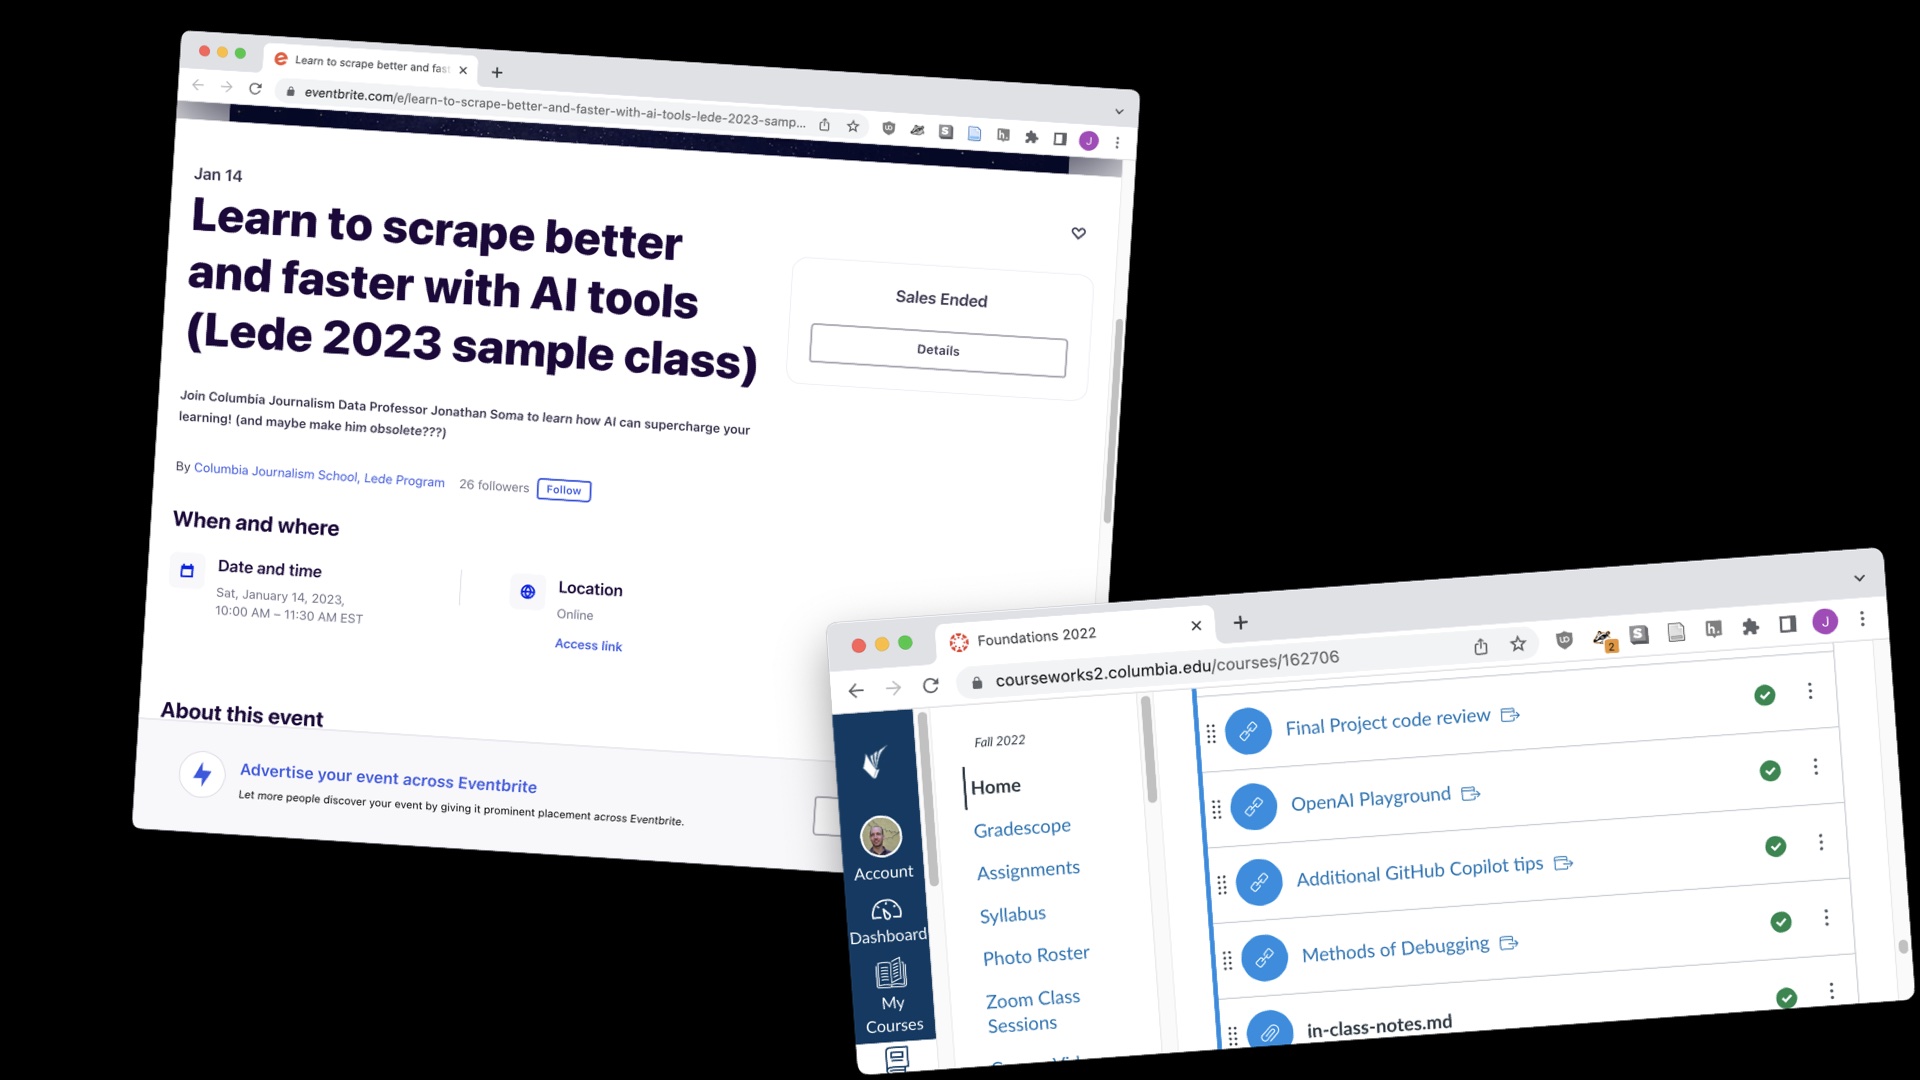 Learn to scrape better and fas
eventbrite.com/e/learn-to-scrape-better-and-faster-with-ai-tools-lede-2023-samp...
J
Jan 14
Learn to scrape better
and faster with AI tools
(Lede 2023 sample class)
Sales Ended
Details
Join Columbia Journalism Data Professor Jonathan Soma to learn how AI can supercharge your
learning! (and maybe make him obsolete???)
By Columbia Journalism School, Lede Program 26 followers Follow
When and where
Date and time
Sat, January 14, 2023,
10:00 AM – 11:30 AM EST
Location
Online
Access link
About this event
Advertise your event across Eventbrite
Let more people discover your event by giving it prominent placement across Eventbrite.
Foundations 2022
courseworks2.columbia.edu/courses/162706
2
J
Account
Dashboard
My
Courses
Fall 2022
Home
Gradescope
Assignments
Syllabus
Photo Roster
Zoom Class
Sessions
Final Project code review
OpenAI Playground
Additional GitHub Copilot tips
Methods of Debugging
in-class-notes.md